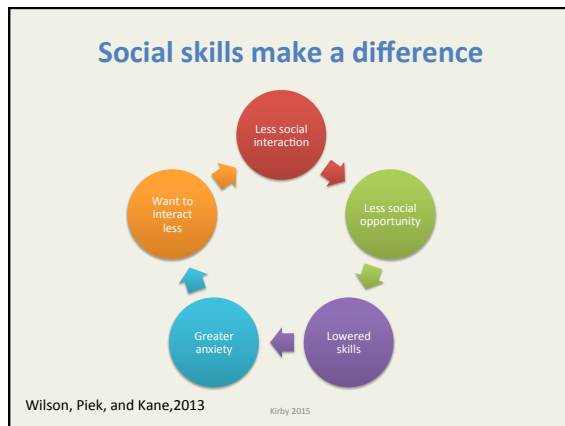 Social skills make a difference
Less social
interaction
Less social
opportunity
Lowered
skills
Greater
anxiety
Want to
interact
less
Wilson, Piek, and Kane,2013
Kirby 2015